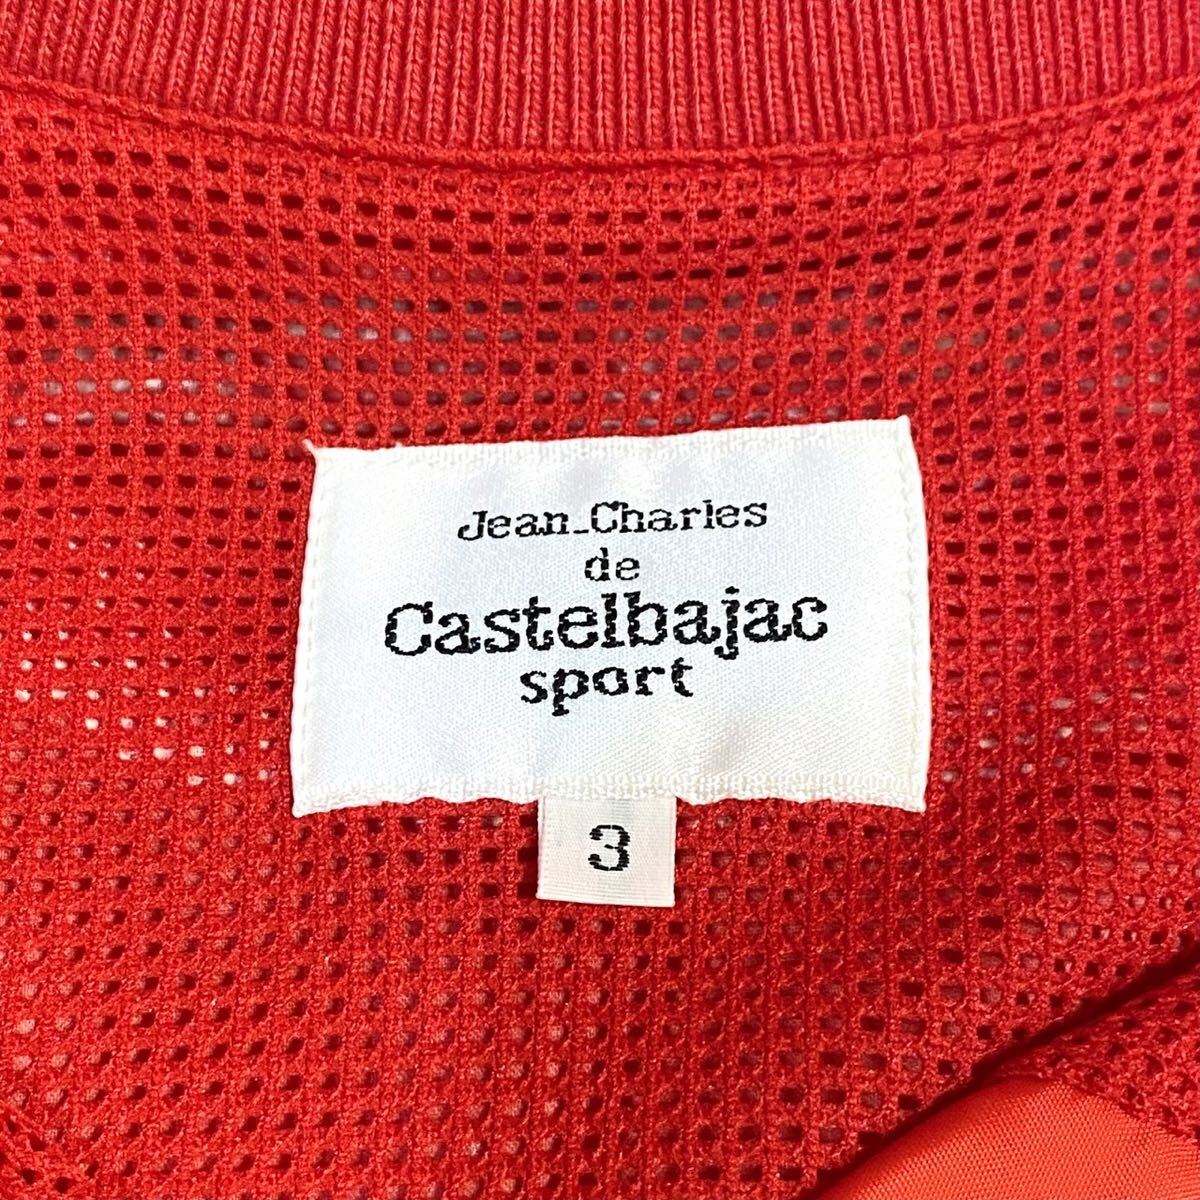 Jean_Charles
de
Castelbajac
sport
3